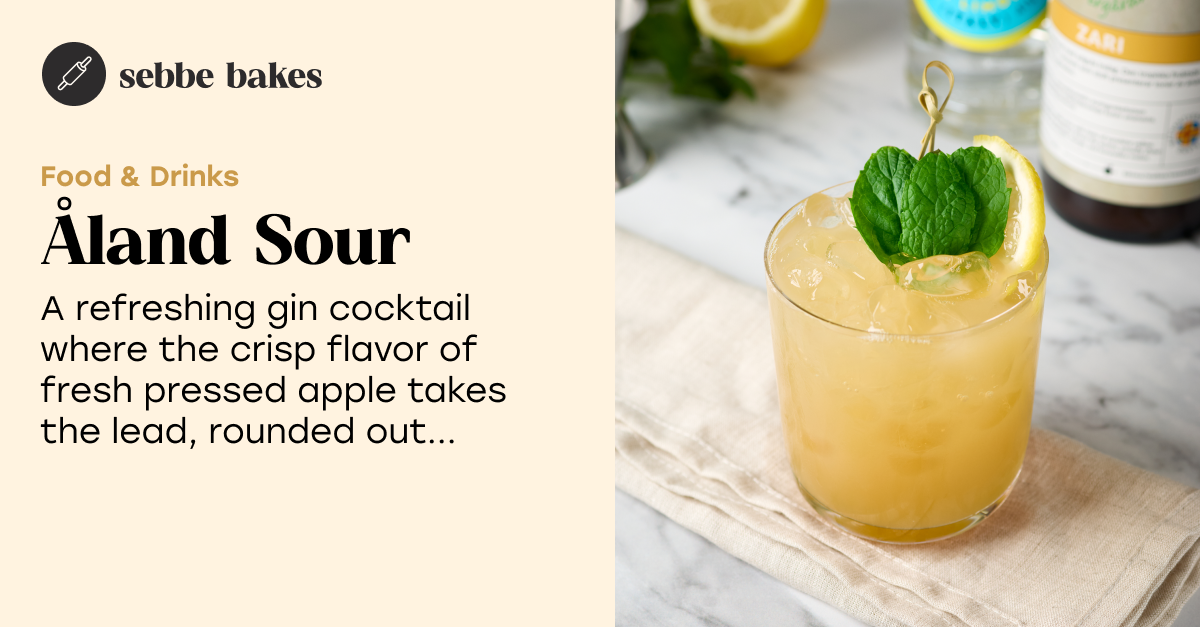 sebbe bakes
Food & Drinks
Åland Sour
A refreshing gin cocktail
where the crisp flavor of
fresh pressed apple takes
the lead, rounded out...
ZARI